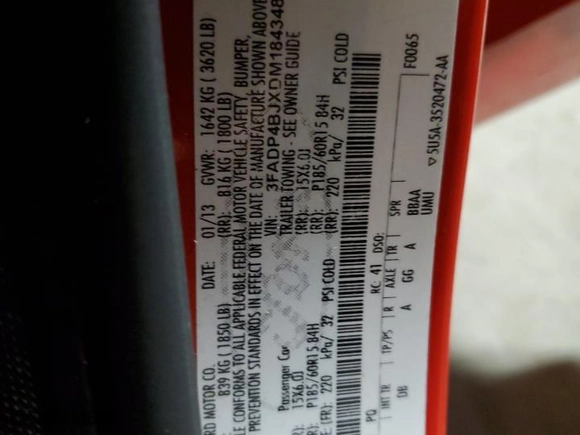 RD MOTOR CO. DATE: 01/13 GVWR: 1642 KG ( 3620 LB)
839 KG ( 1850 LB) (RR): 816 KG ( 1800 LB)
LE CONFORMS TO ALL APPLICABLE FEDERAL MOTOR VEHICLE SAFETY, BUMPER,
PREVENTION STANDARDS IN EFFECT ON THE DATE OF MANUFACTURE SHOWN ABOVE
VIN: 3FADP4BJXDM184348
Passenger Car TRAILER TOWING - SEE OWNER GUIDE
15X6.0J (RR): 15X6.0J
P185/60R15 84H (RR): P185/60R15 84H
E (FR): 220 kPa/ 32 PSI COLD (RR): 220 kPa/ 32 PSI COLD
F0065
PQ RC: 41 DSO:
INT TR TP/PS R AXLE TR SPR
DB A GG A BBAA
UMU
▽5U5A-3520472-AA